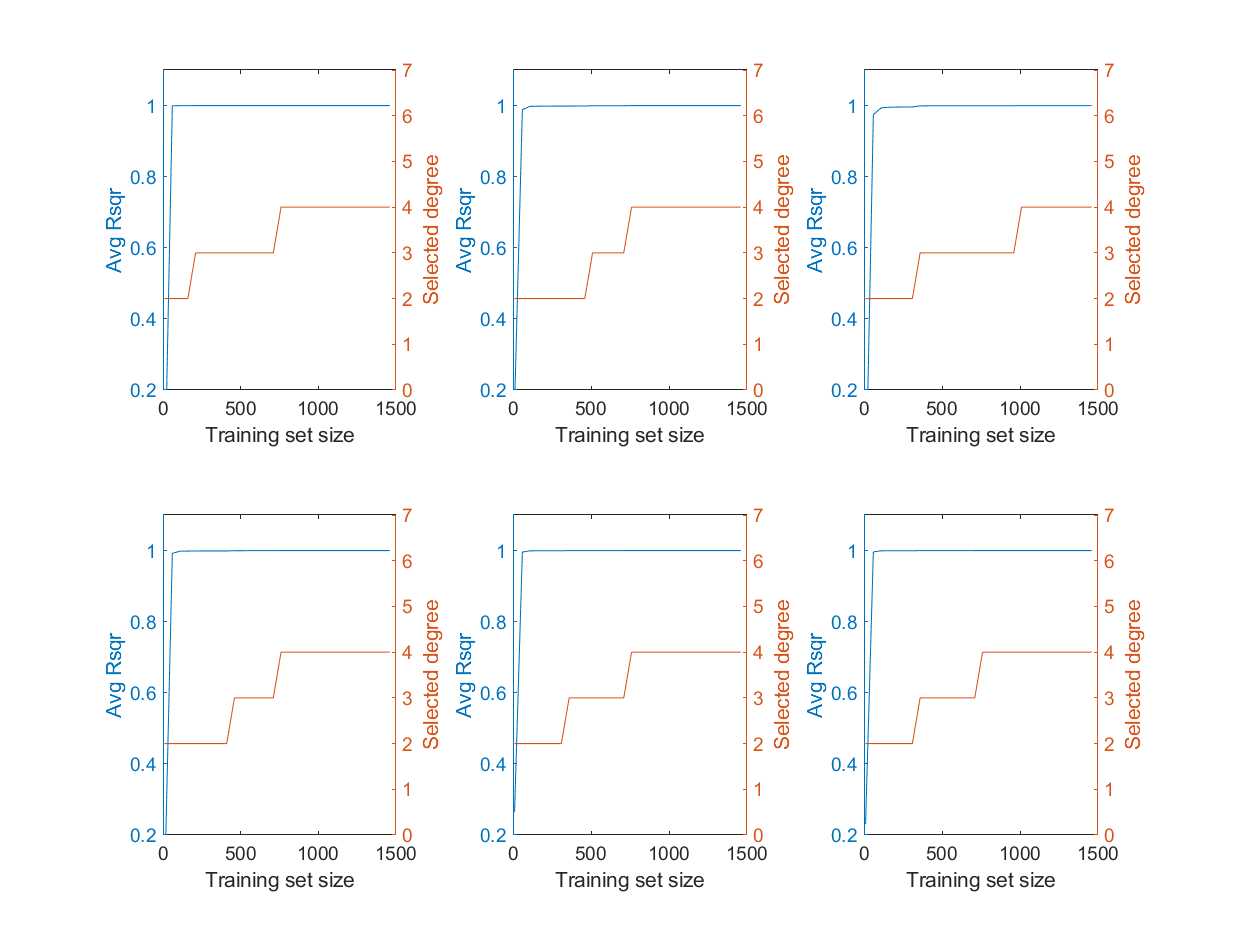 7 7 7
1 6 1 6 1 6
5 5 5
0.8 0.8 0.8
Avg Rsqr 4 Selected degree Avg Rsqr 4 Selected degree Avg Rsqr 4 Selected degree
0.6 3 0.6 3 0.6 3
2 2 2
0.4 0.4 0.4
1 1 1
0.2 0 0.2 0 0.2 0
0 500 1000 1500 0 500 1000 1500 0 500 1000 1500
Training set size Training set size Training set size
7 7 7
1 6 1 6 1 6
5 5 5
0.8 0.8 0.8
Avg Rsqr 4 Selected degree Avg Rsqr 4 Selected degree Avg Rsqr 4 Selected degree
0.6 3 0.6 3 0.6 3
2 2 2
0.4 0.4 0.4
1 1 1
0.2 0 0.2 0 0.2 0
0 500 1000 1500 0 500 1000 1500 0 500 1000 1500
Training set size Training set size Training set size